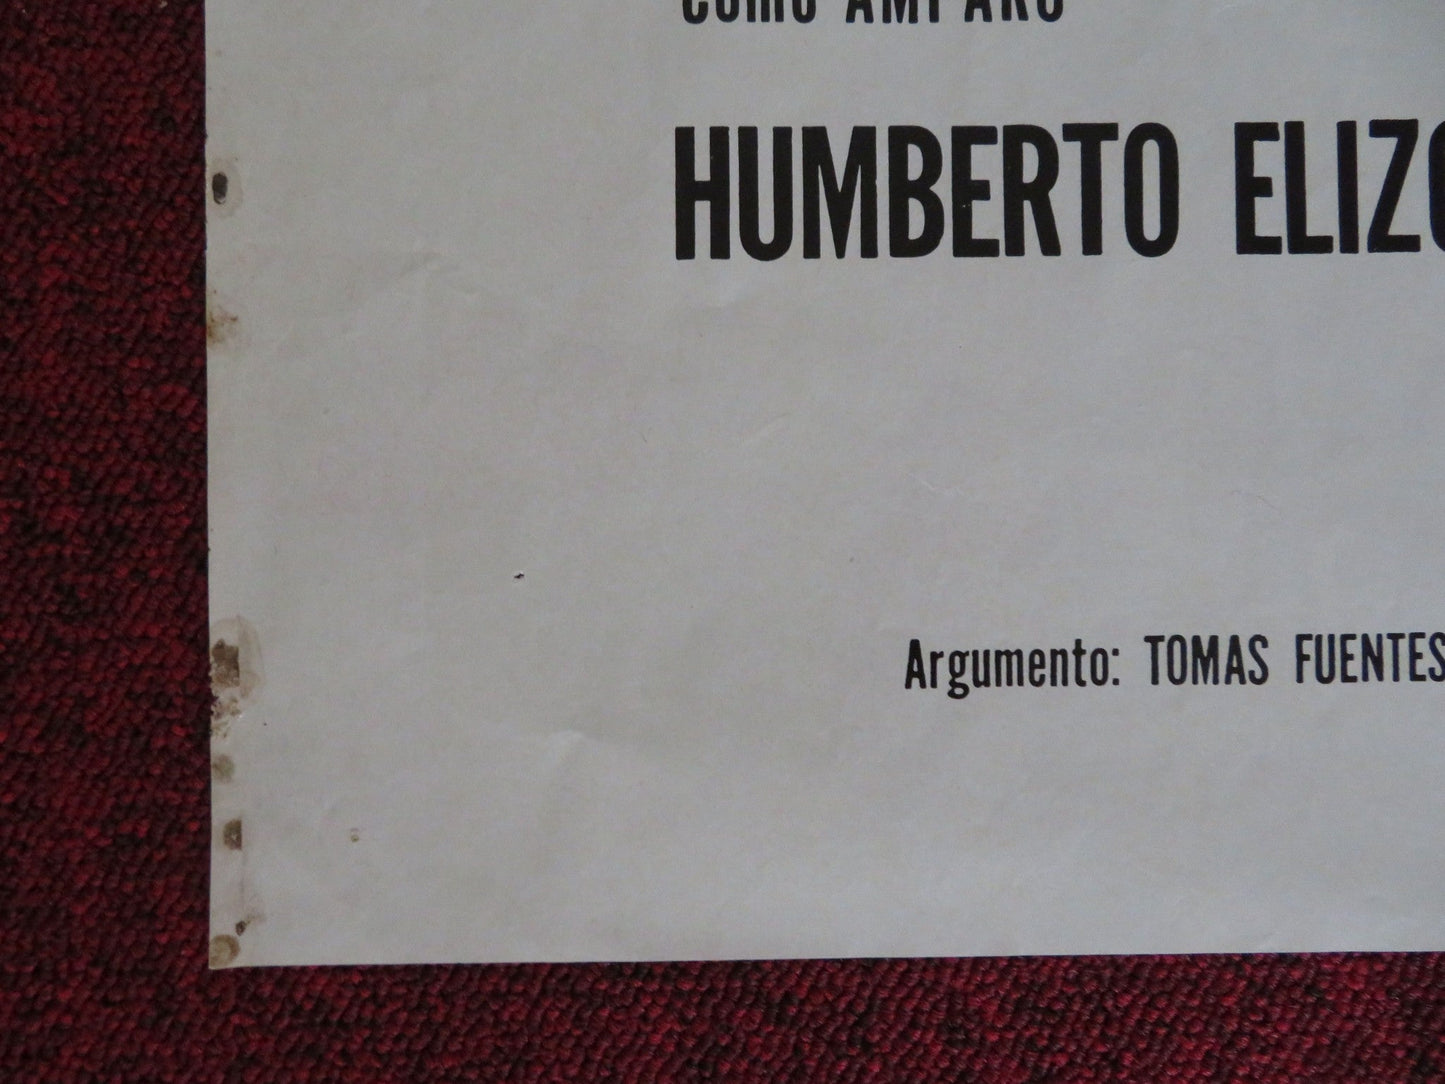 como AMPARO
HUMBERTO ELIZO
Argumento: TOMAS FUENTES